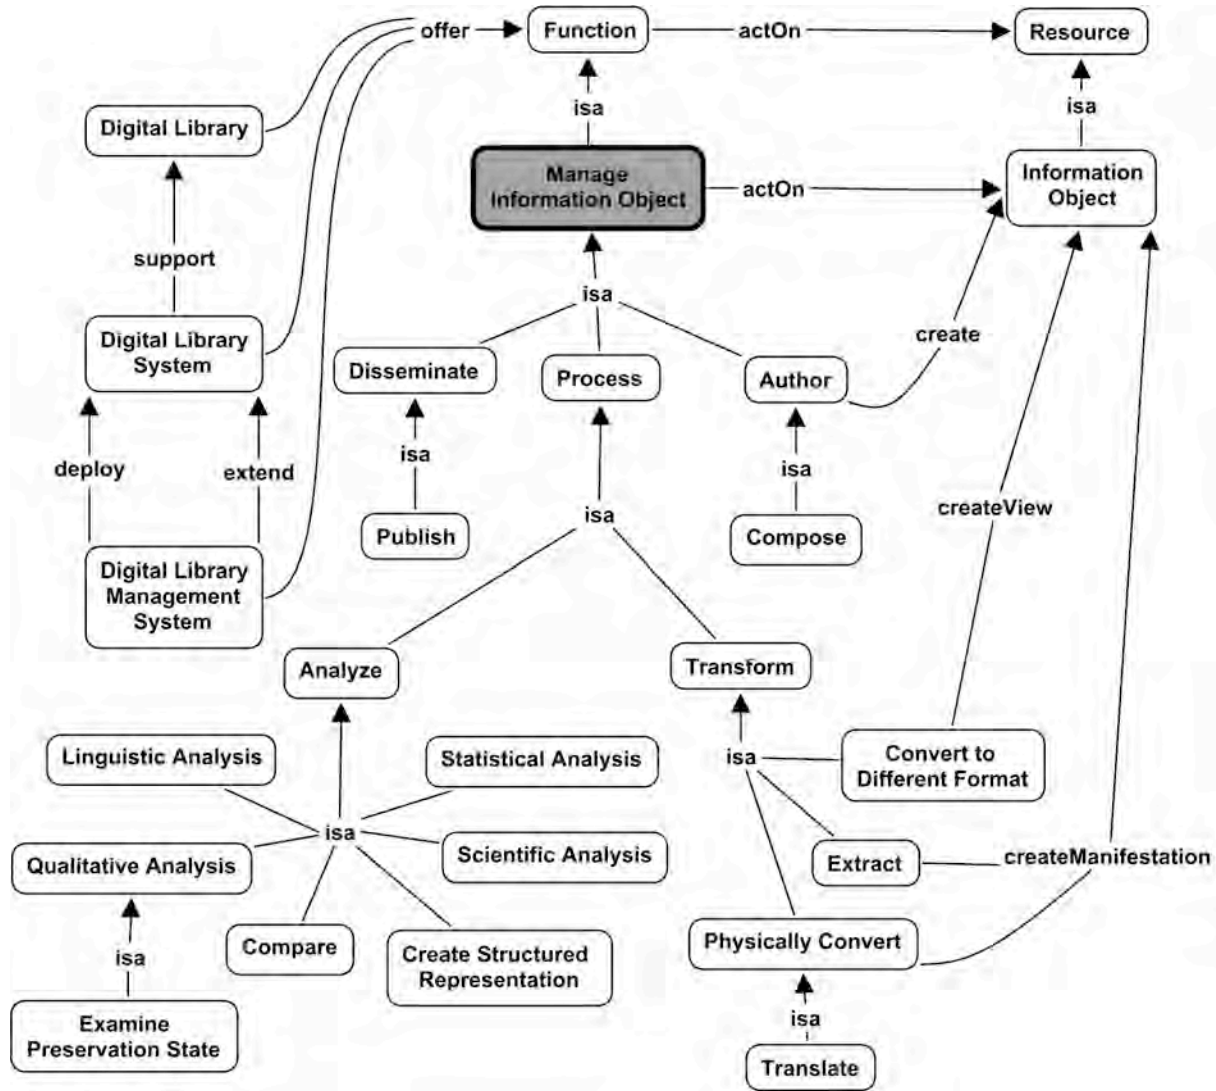 offer
Function
actOn
Resource
isa
isa
Digital Library
Manage
Information Object
actOn
Information
Object
support
isa
Digital Library
System
create
Disseminate
Process
Author
deploy
extend
isa
isa
createView
isa
Publish
Compose
Digital Library
Management
System
Analyze
Transform
Linguistic Analysis
Statistical Analysis
isa
Convert to
Different Format
isa
Qualitative Analysis
Scientific Analysis
Extract
createManifestation
Compare
Create Structured
Representation
Physically Convert
isa
isa
Examine
Preservation State
Translate